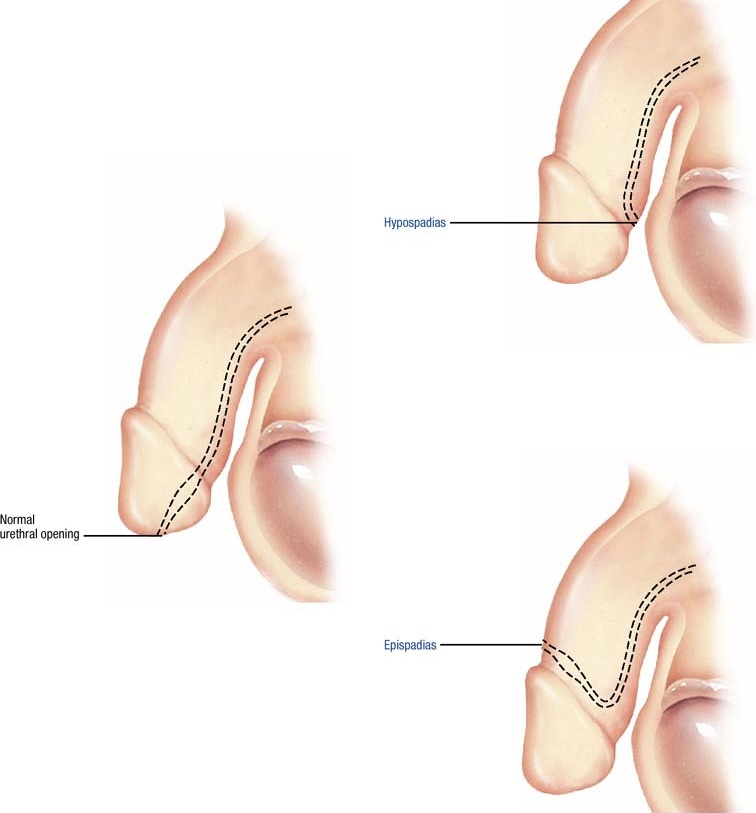 Hypospadias
Normal
urethral opening
Epispadias